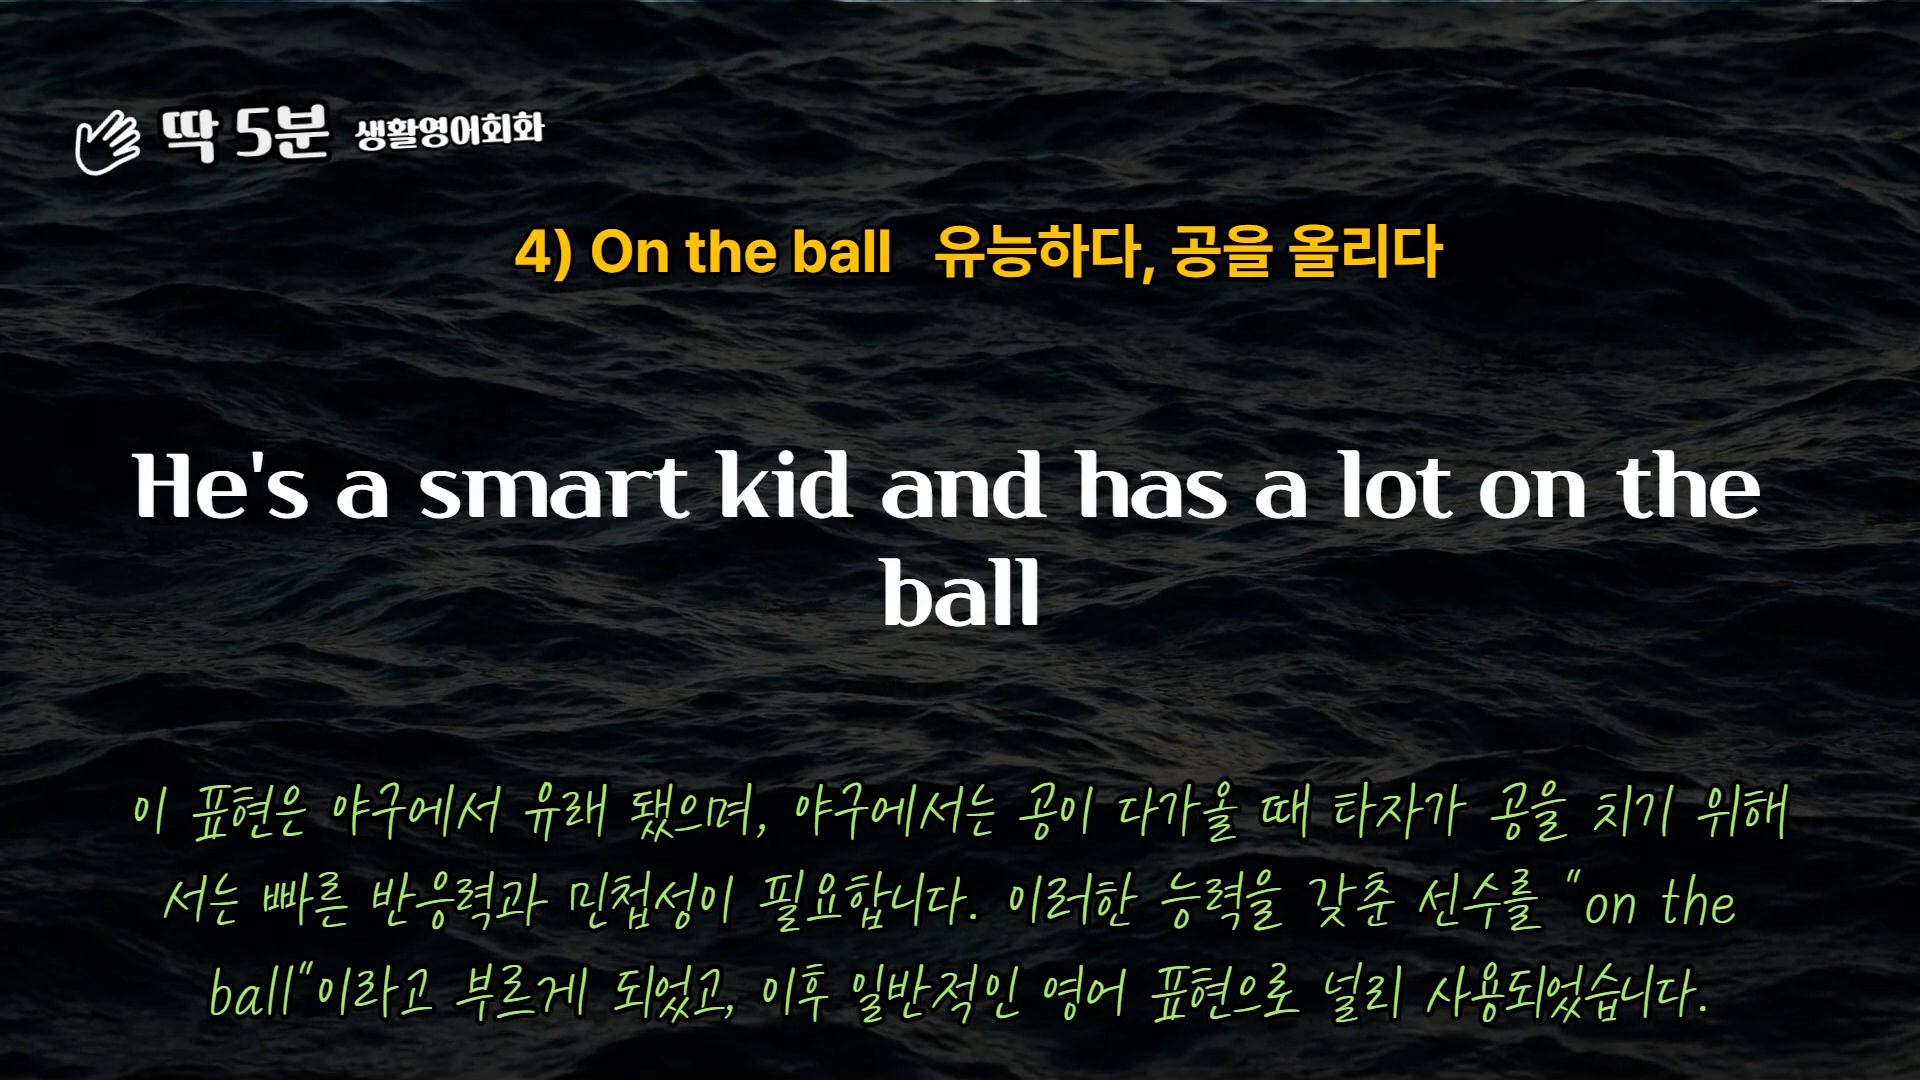 딱 5분 생활영어회화
4) On the ball 유능하다, 공을 올리다
He's a smart kid and has a lot on the
ball
이 표현은 야구에서 유래 됐으며, 야구에서는 공이 다가올 때 타자가 공을 치기 위해
서는 빠른 반응력과 민첩성이 필요합니다. 이러한 능력을 갖춘 선수를 "on the
ball"이라고 부르게 되었고, 이후 일반적인 영어 표현으로 널리 사용되었습니다.